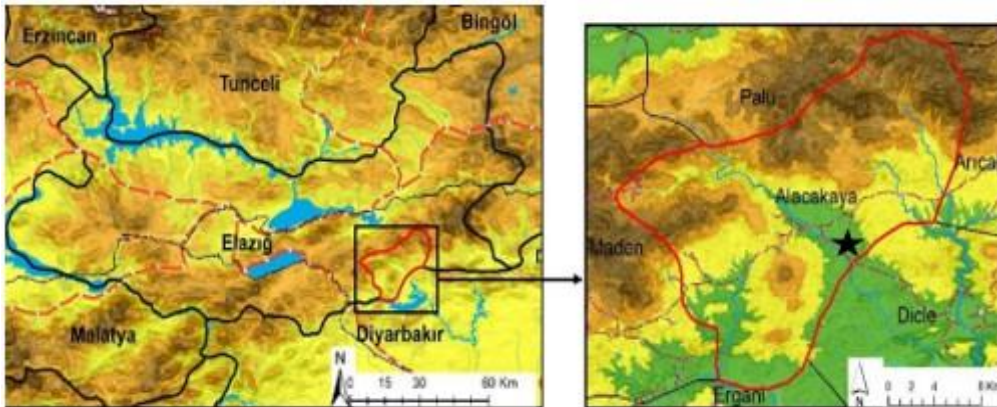 Erzincan
Bingöl
Tunceli
Elazığ
Malatya
Diyarbakır
N
0 15 30 60 Km
Palu
Arıca
Alacakaya
Maden
Dicle
Ergani
0 2 4 8